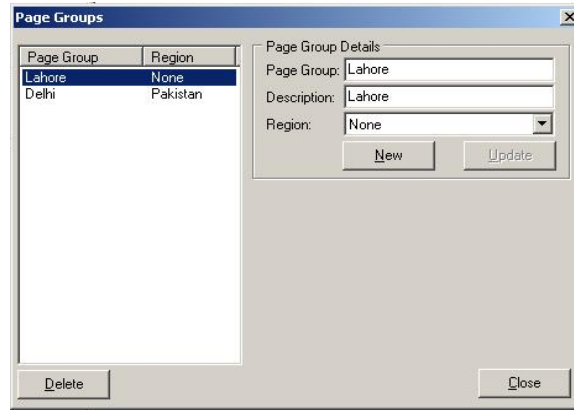 Page Groups
Page Group Region
Lahore None
Delhi Pakistan
Page Group Details
Page Group: Lahore
Description: Lahore
Region: None
New Update
Delete
Close